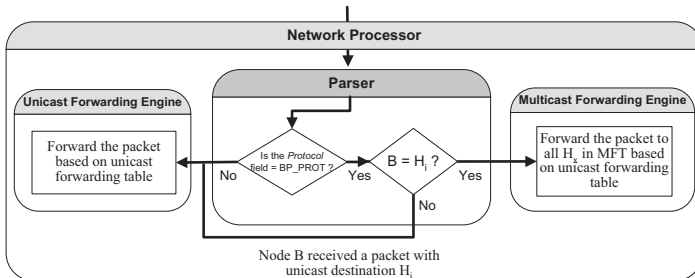 Network Processor
Parser
Unicast Forwarding Engine
Forward the packet
based on unicast
forwarding table
Is the Protocol
field = BP_PROT ?
No
Yes
B = Hi ?
Yes
No
Multicast Forwarding Engine
Forward the packet to
all Hx in MFT based
on unicast forwarding
table
Node B received a packet with
unicast destination Hi